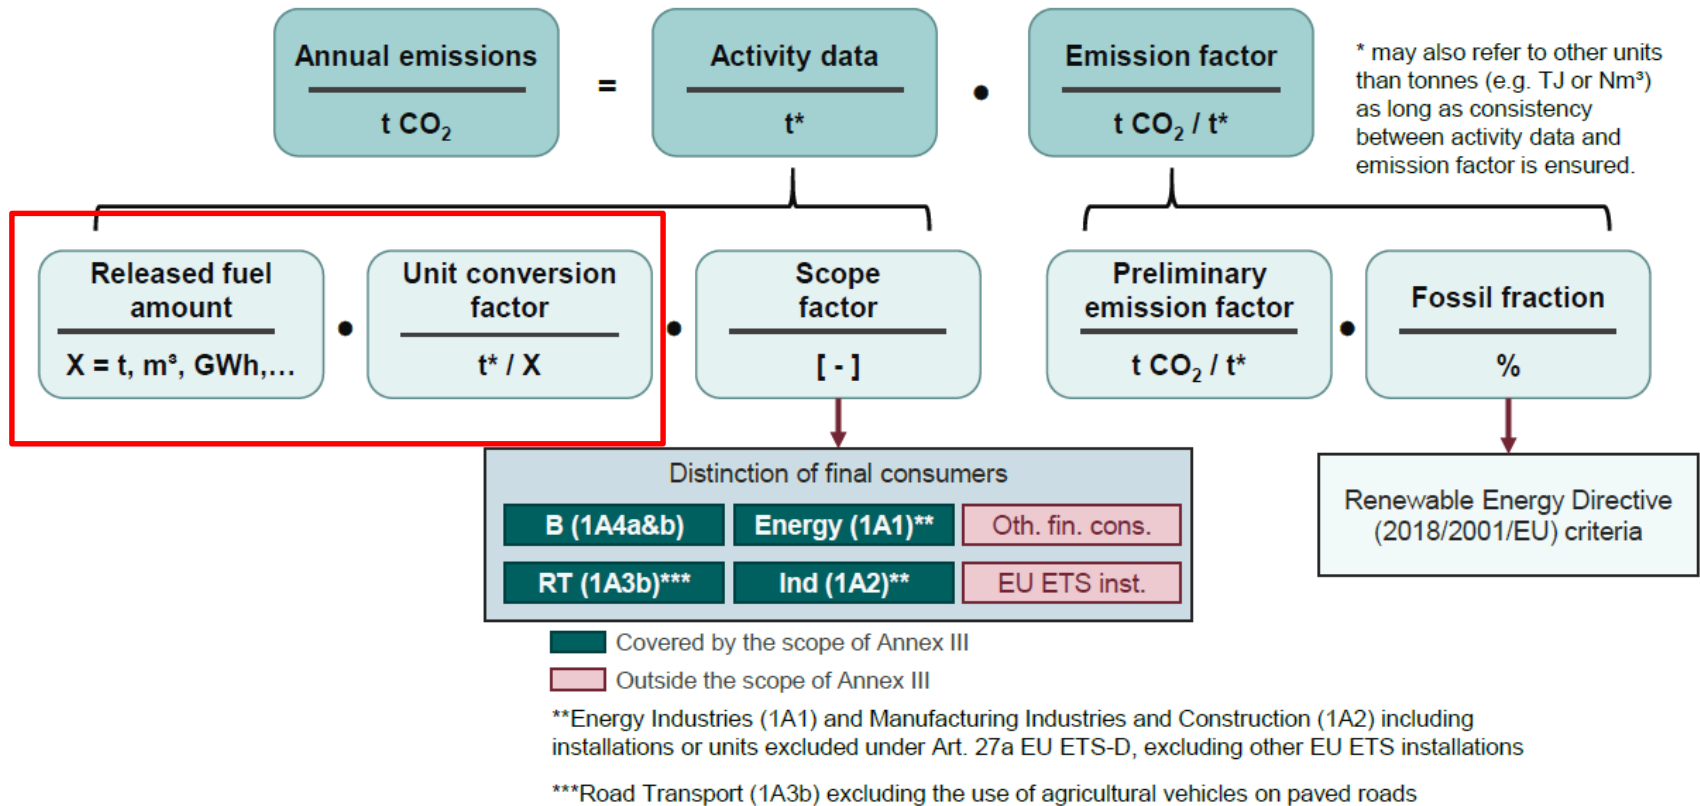 Annual emissions
t CO₂
=
Activity data
t*
•
Emission factor
t CO₂ / t*
* may also refer to other units
than tonnes (e.g. TJ or Nm³)
as long as consistency
between activity data and
emission factor is ensured.
Released fuel
amount
X = t, m³, GWh,…
•
Unit conversion
factor
t* / X
•
Scope
factor
[ - ]
Preliminary
emission factor
t CO₂ / t*
•
Fossil fraction
%
Distinction of final consumers
B (1A4a&b)
Energy (1A1)**
Oth. fin. cons.
RT (1A3b)***
Ind (1A2)**
EU ETS inst.
Renewable Energy Directive
(2018/2001/EU) criteria
Covered by the scope of Annex III
Outside the scope of Annex III
**Energy Industries (1A1) and Manufacturing Industries and Construction (1A2) including
installations or units excluded under Art. 27a EU ETS-D, excluding other EU ETS installations
***Road Transport (1A3b) excluding the use of agricultural vehicles on paved roads